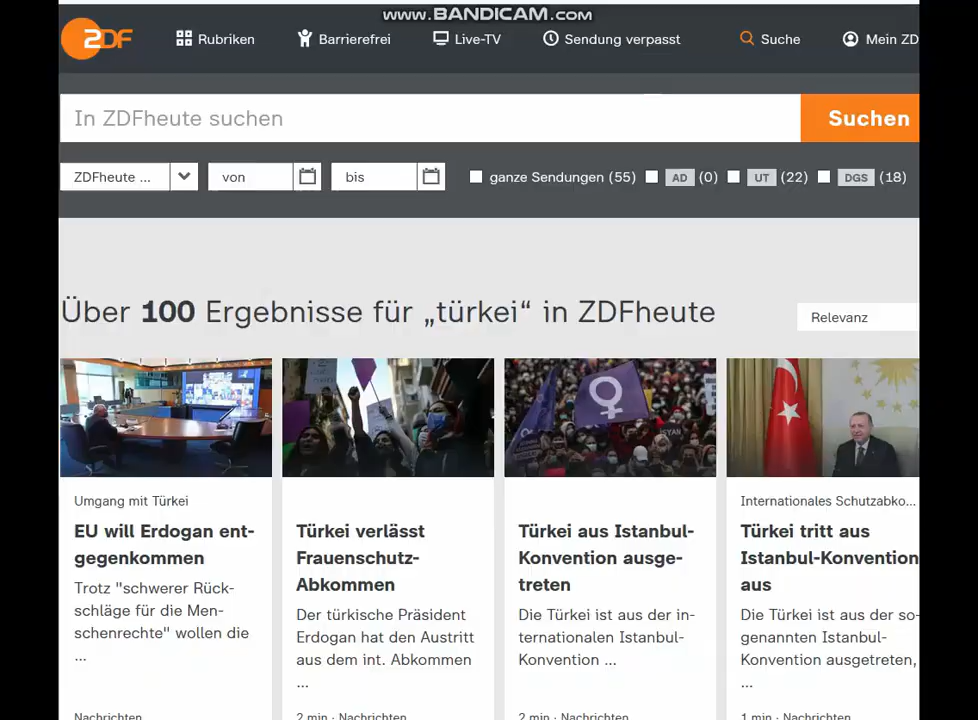 www.BANDICAM.com
ZDF Rubriken Barrierefrei Live-TV Sendung verpasst Suche Mein ZD
In ZDFheute suchen Suchen
ZDFheute ... von bis ganze Sendungen (55) AD (0) UT (22) DGS (18)
Über 100 Ergebnisse für „türkei“ in ZDFheute
Relevanz
Umgang mit Türkei
EU will Erdogan ent-
gegenkommen
Trotz "schwerer Rück-
schläge für die Men-
schenrechte" wollen die
...
Nachrichten
Türkei verlässt
Frauenschutz-
Abkommen
Der türkische Präsident
Erdogan hat den Austritt
aus dem int. Abkommen
...
2 min · Nachrichten
Türkei aus Istanbul-
Konvention ausge-
treten
Die Türkei ist aus der in-
ternationalen Istanbul-
Konvention ...
2 min · Nachrichten
Internationales Schutzabko...
Türkei tritt aus
Istanbul-Konvention
aus
Die Türkei ist aus der so-
genannten Istanbul-
Konvention ausgetreten,
...
1 min · Nachrichten